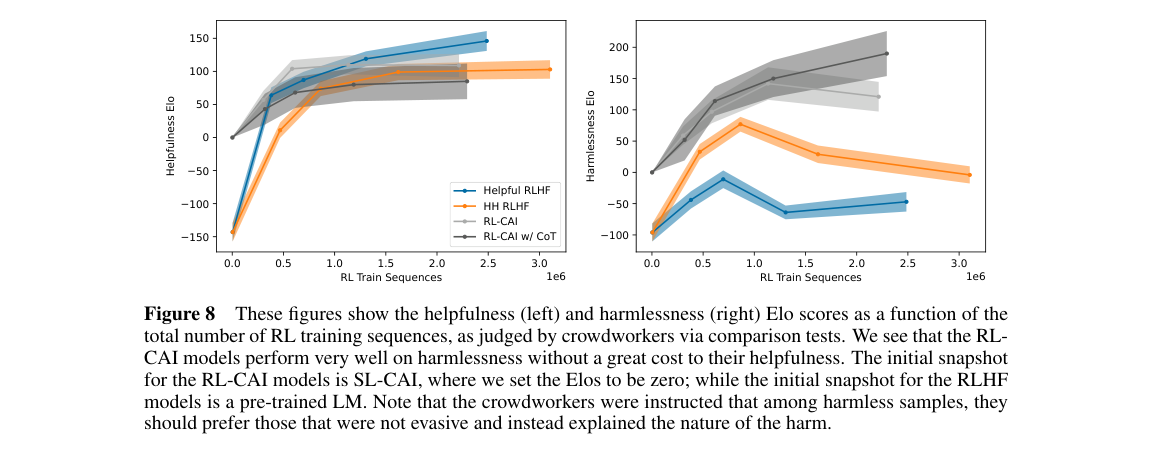 150
100
50
0
−50
−100
−150
Helpfulness Elo
0.0 0.5 1.0 1.5 2.0 2.5 3.0
1e6
RL Train Sequences
Helpful RLHF
HH RLHF
RL-CAI
RL-CAI w/ CoT
200
150
100
50
0
−50
−100
Harmlessness Elo
0.0 0.5 1.0 1.5 2.0 2.5 3.0
1e6
RL Train Sequences
Figure 8 These figures show the helpfulness (left) and harmlessness (right) Elo scores as a function of the
total number of RL training sequences, as judged by crowdworkers via comparison tests. We see that the RL-
CAI models perform very well on harmlessness without a great cost to their helpfulness. The initial snapshot
for the RL-CAI models is SL-CAI, where we set the Elos to be zero; while the initial snapshot for the RLHF
models is a pre-trained LM. Note that the crowdworkers were instructed that among harmless samples, they
should prefer those that were not evasive and instead explained the nature of the harm.